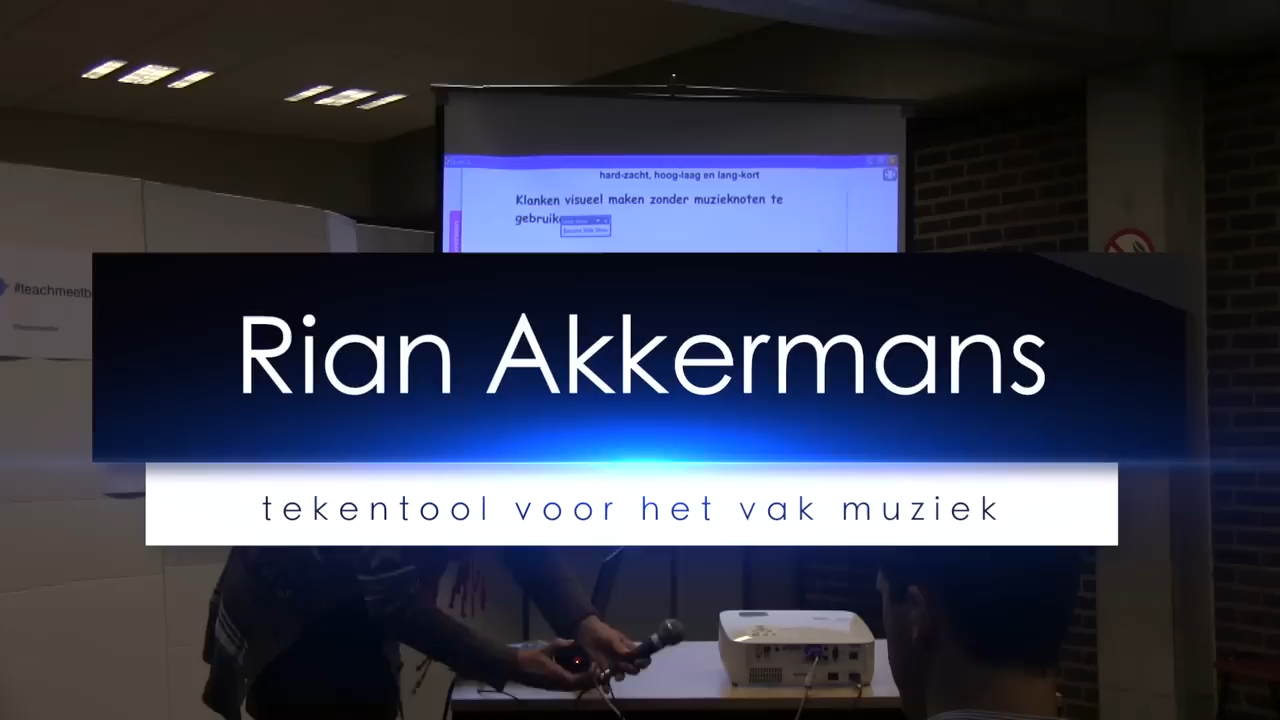 hard-zacht, hoog-laag en lang-kort
Klanken visueel maken zonder muzieknoten te
gebruik
#teachmeetb
Rian Akkermans
tekentool voor het vak muziek